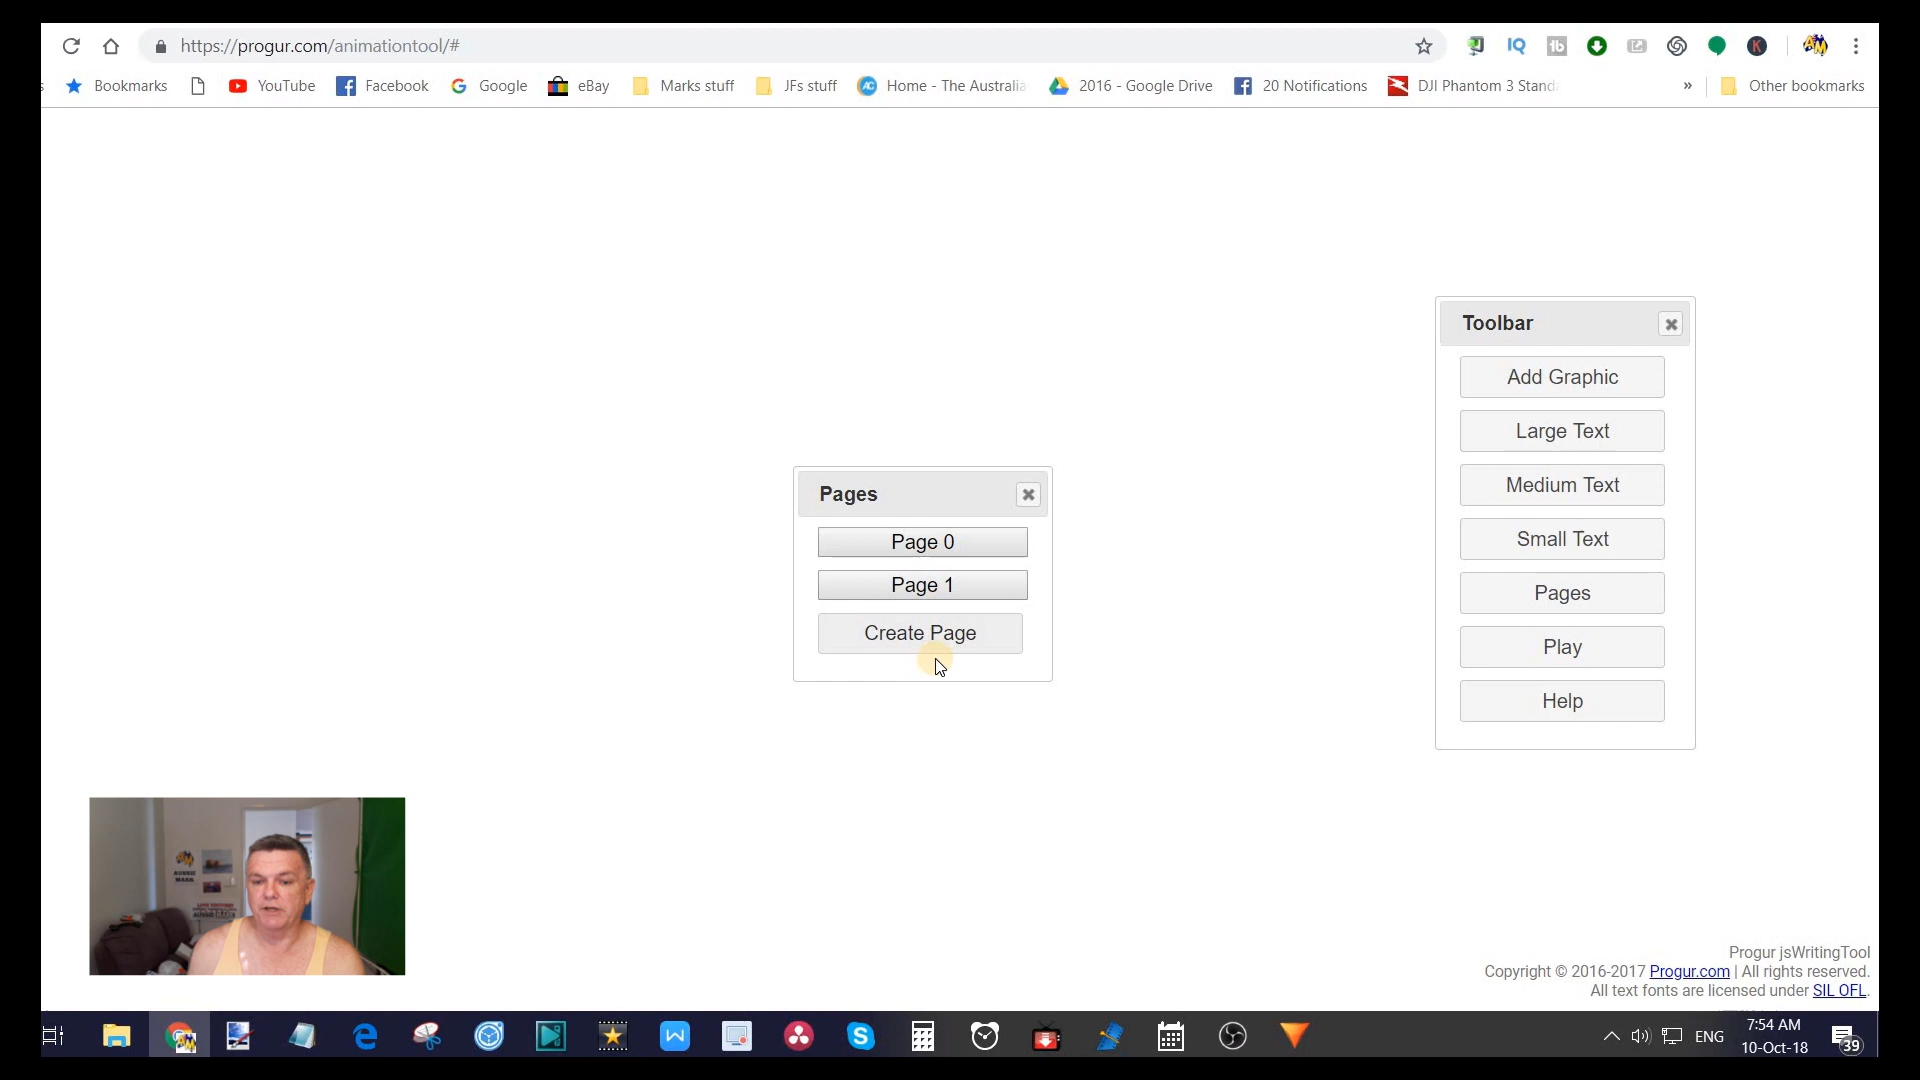 https://progur.com/animationtool/#
Bookmarks YouTube Facebook Google eBay Marks stuff JFs stuff Home - The Australia 2016 - Google Drive 20 Notifications DJI Phantom 3 Stand » Other bookmarks
Toolbar
Add Graphic
Large Text
Medium Text
Small Text
Pages
Play
Help
Pages
Page 0
Page 1
Create Page
AUSSIE
MARK
Progur jsWritingTool
Copyright © 2016-2017 Progur.com | All rights reserved.
All text fonts are licensed under SIL OFL.
ENG
7:54 AM
10-Oct-18
39